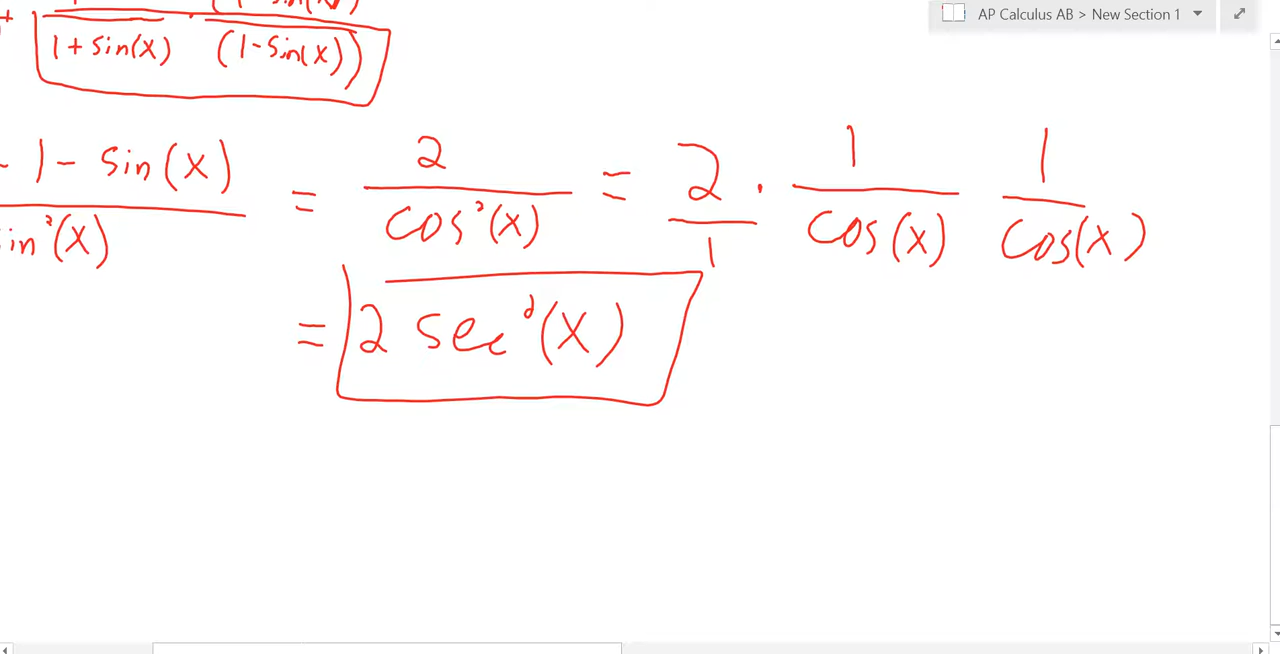 AP Calculus AB > New Section 1
1 + sin(x) (1 - sin(x))
1 - sin(x) = 2 / cos²(x) = 2/1 · 1/cos(x) 1/cos(x)
in²(x)
= 2 sec²(x)